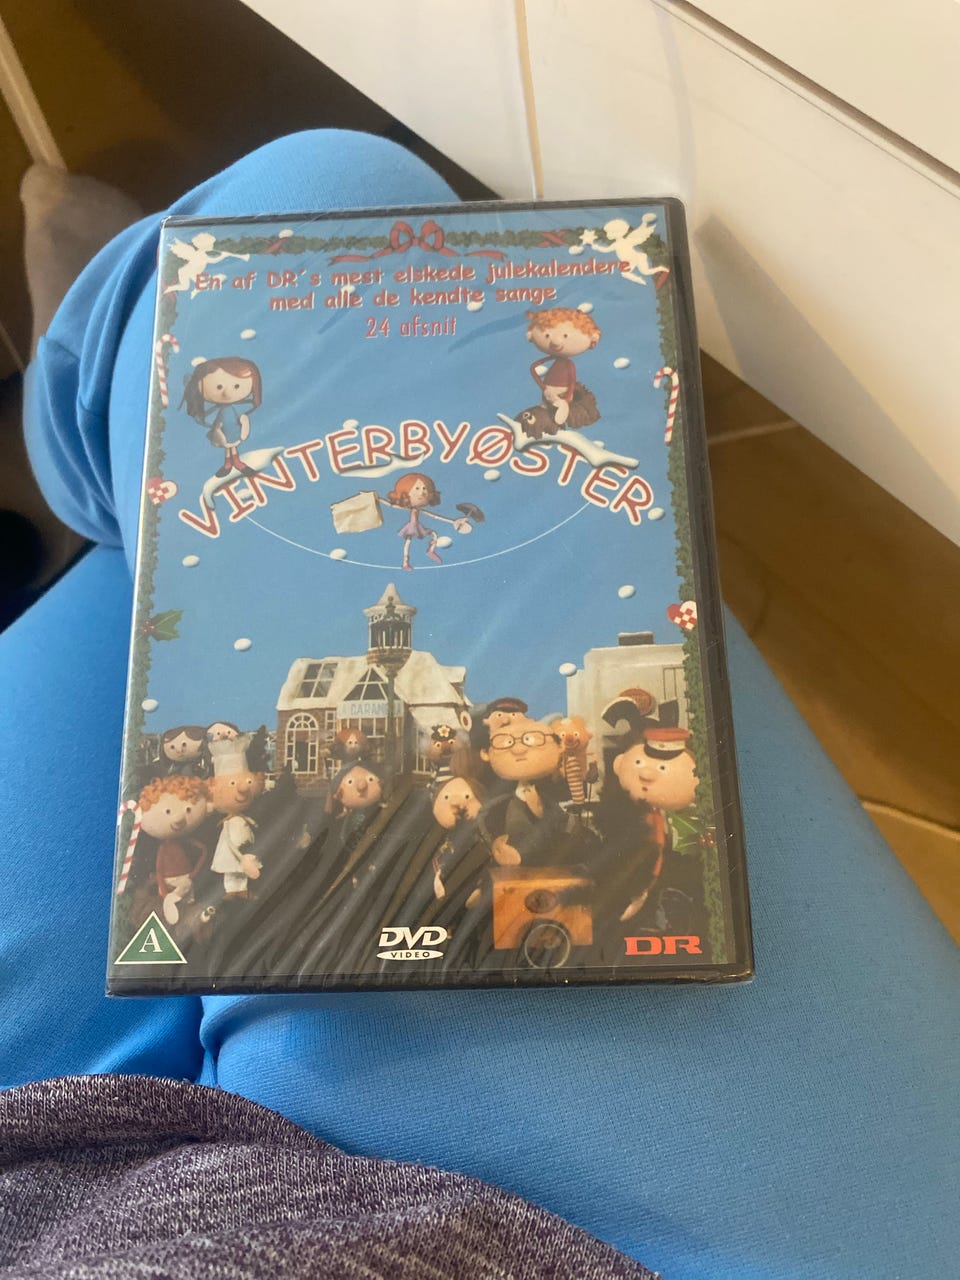 En af DR´s mest elskede julekalendere
med alle de kendte sange
24 afsnit
VINTERBYØSTER
A
DVD
VIDEO
DR